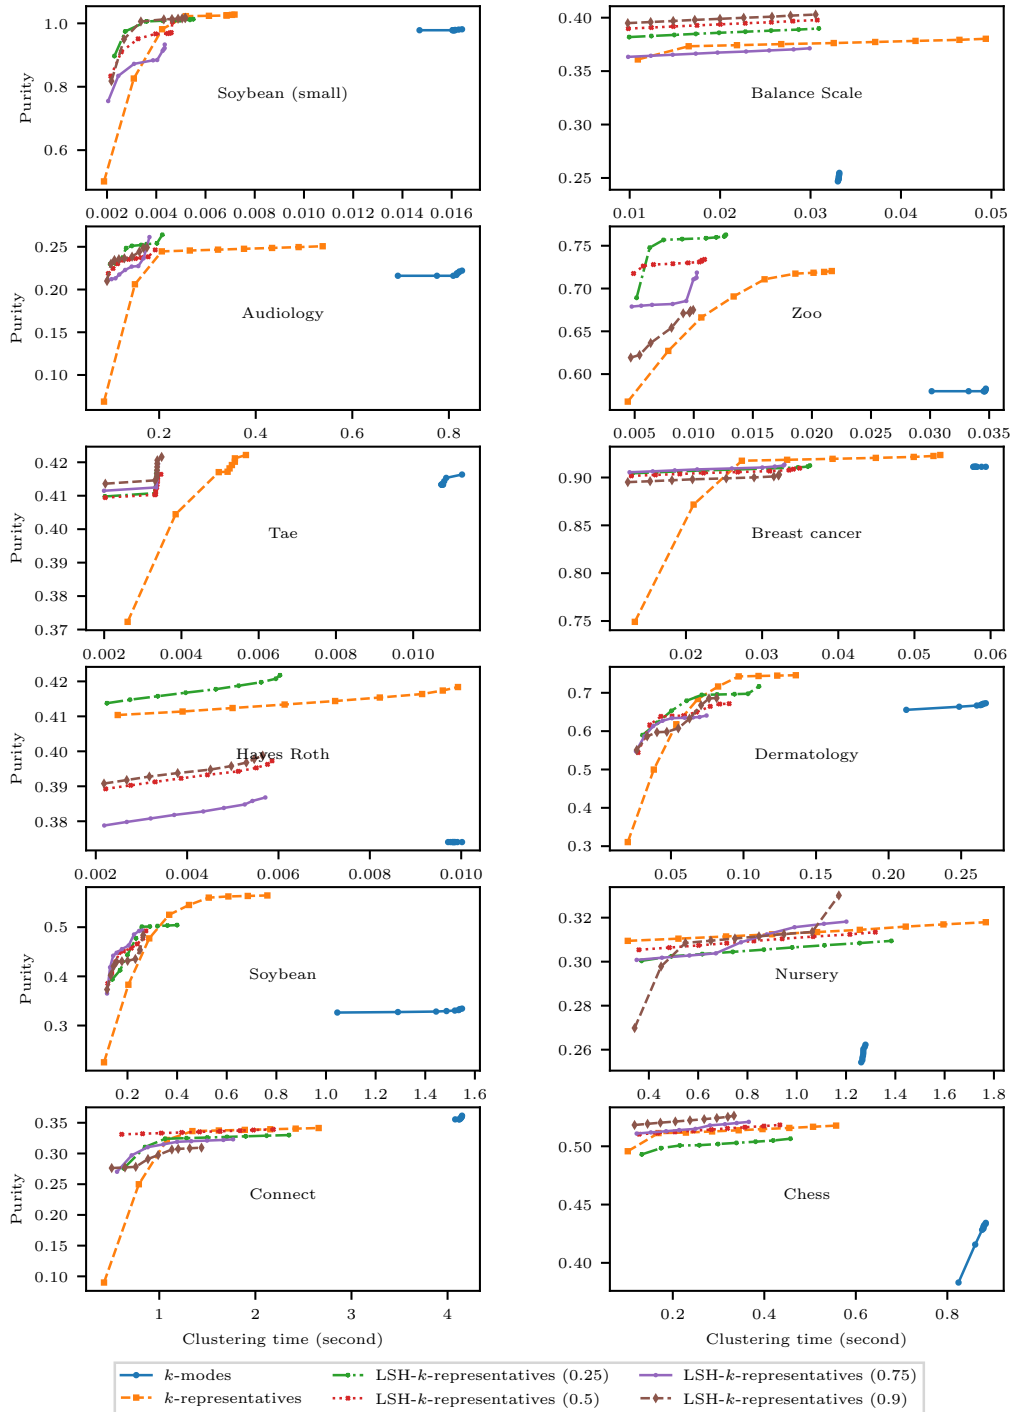 1.0
0.8
0.6
Purity
Soybean (small)
0.002 0.004 0.006 0.008 0.010 0.012 0.014 0.016
0.40
0.35
0.30
0.25
Balance Scale
0.01 0.02 0.03 0.04 0.05
0.25
0.20
0.15
0.10
Purity
Audiology
0.2 0.4 0.6 0.8
0.75
0.70
0.65
0.60
Zoo
0.005 0.010 0.015 0.020 0.025 0.030 0.035
0.42
0.41
0.40
0.39
0.38
0.37
Purity
Tae
0.002 0.004 0.006 0.008 0.010
0.90
0.85
0.80
0.75
Breast cancer
0.02 0.03 0.04 0.05 0.06
0.42
0.41
0.40
0.39
0.38
Purity
Hayes Roth
0.002 0.004 0.006 0.008 0.010
0.7
0.6
0.5
0.4
0.3
Dermatology
0.05 0.10 0.15 0.20 0.25
0.5
0.4
0.3
Purity
Soybean
0.2 0.4 0.6 0.8 1.0 1.2 1.4 1.6
0.32
0.30
0.28
0.26
Nursery
0.4 0.6 0.8 1.0 1.2 1.4 1.6 1.8
0.35
0.30
0.25
0.20
0.15
0.10
Purity
Connect
1 2 3 4
Clustering time (second)
0.50
0.45
0.40
Chess
0.2 0.4 0.6 0.8
Clustering time (second)
k-modes LSH-k-representatives (0.25) LSH-k-representatives (0.75)
k-representatives LSH-k-representatives (0.5) LSH-k-representatives (0.9)